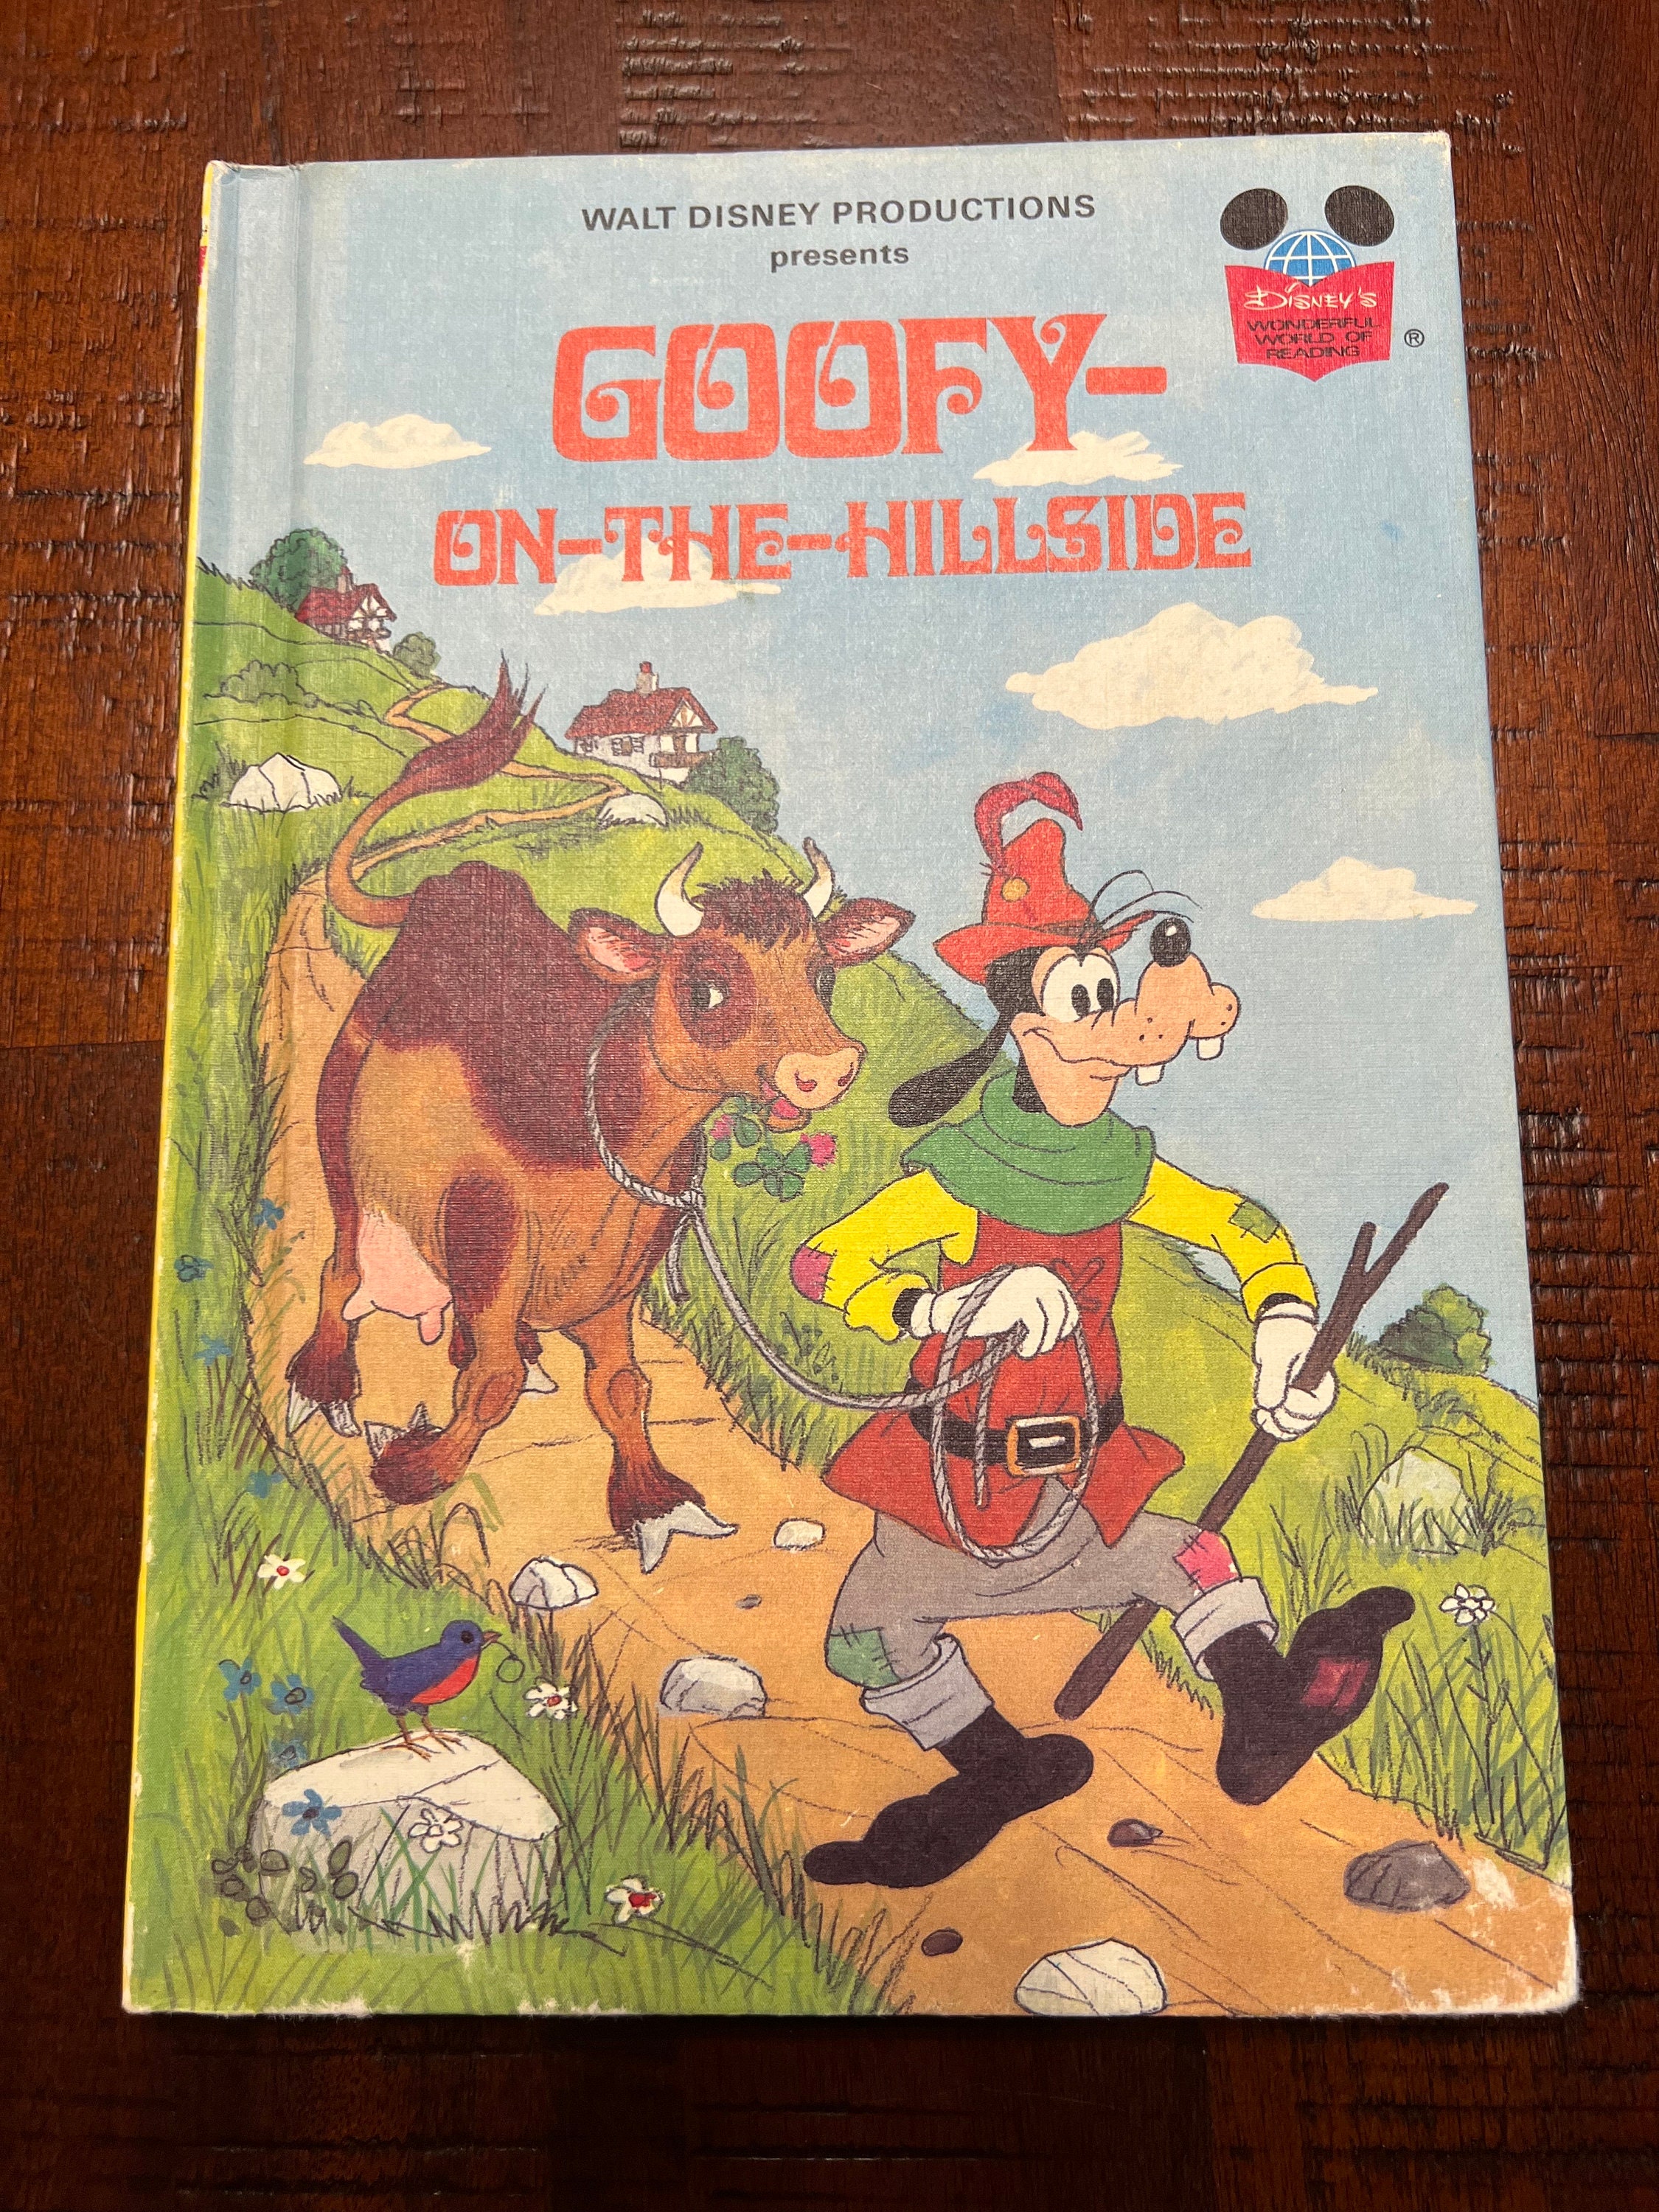 WALT DISNEY PRODUCTIONS
presents
GOOFY-
ON-THE-HILLSIDE
DISNEY'S
WONDERFUL
WORLD OF
READING
®